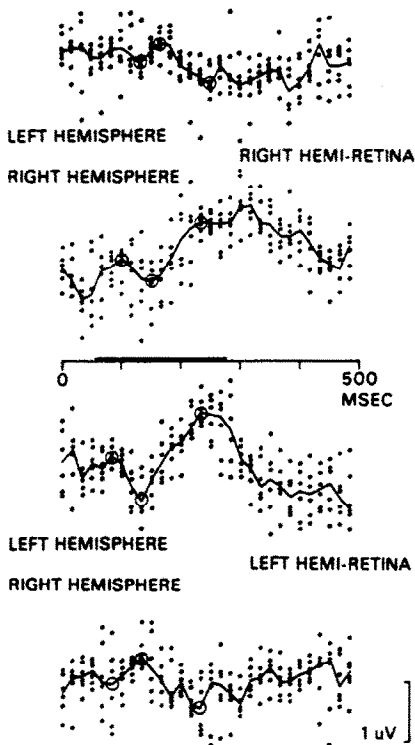 LEFT HEMISPHERE
RIGHT HEMI-RETINA
RIGHT HEMISPHERE
0 500
MSEC
LEFT HEMISPHERE
LEFT HEMI-RETINA
RIGHT HEMISPHERE
1 uV